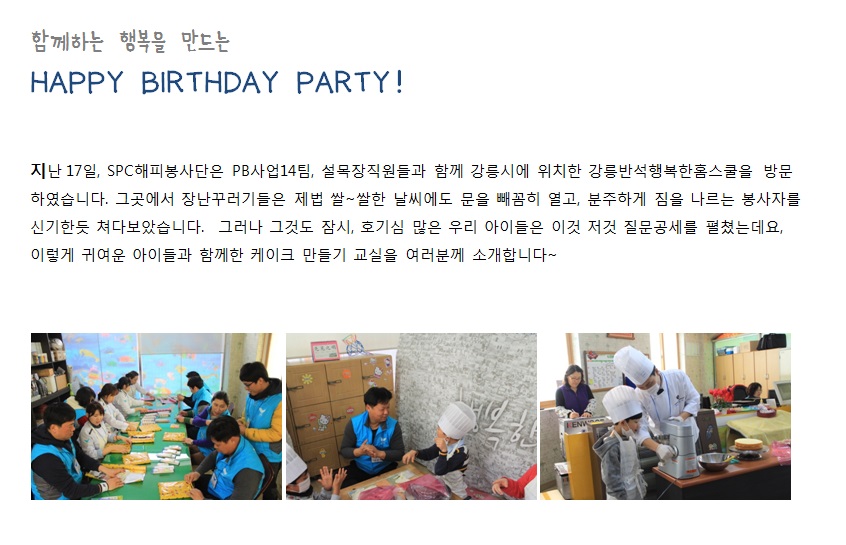 함께하는 행복을 만드는
HAPPY BIRTHDAY PARTY!
지난 17일, SPC해피봉사단은 PB사업14팀, 설목장직원들과 함께 강릉시에 위치한 강릉반석행복한홈스쿨을 방문
하였습니다. 그곳에서 장난꾸러기들은 제법 쌀~쌀한 날씨에도 문을 빼꼼히 열고, 분주하게 짐을 나르는 봉사자를
신기한듯 쳐다보았습니다. 그러나 그것도 잠시, 호기심 많은 우리 아이들은 이것 저것 질문공세를 펼쳤는데요,
이렇게 귀여운 아이들과 함께한 케이크 만들기 교실을 여러분께 소개합니다~
행복한